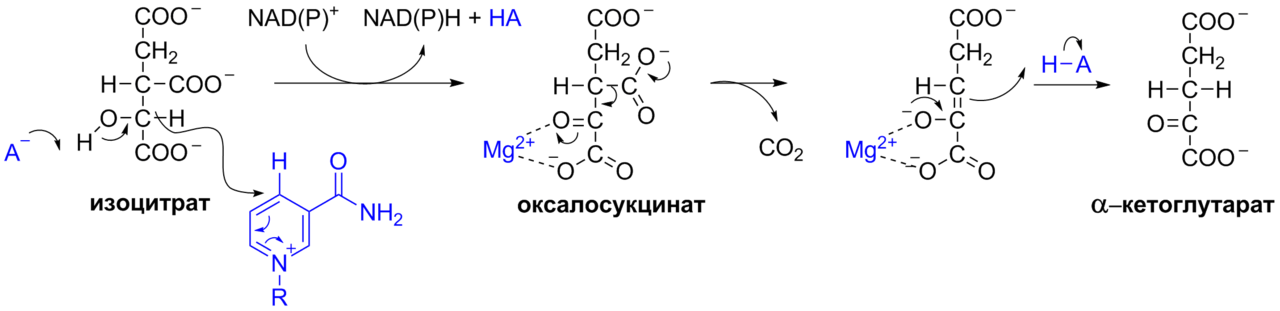 COO⁻
CH₂
H
COO⁻
O
C
H
H
COO⁻
A⁻
изоцитрат
NAD(P)⁺
NAD(P)H + HA
H
O
NH₂
N
+
R
COO⁻
CH₂
O⁻
H
C
O
O
C
Mg²⁺
⁻O
C
O
оксалосукцинат
CO₂
COO⁻
CH₂
H
C
⁻O
C
Mg²⁺
⁻O
C
O
H–A
COO⁻
CH₂
H–C–H
O=C
COO⁻
α–кетоглутарат